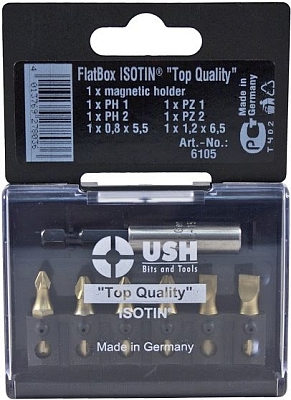 FlatBox ISOTIN® "Top Quality"
1 x magnetic holder
1 x PH 1 1 x PZ 1
1 x PH 2 1 x PZ 2
1 x 0,8 x 5,5 1 x 1,2 x 6,5
Art.-No.:
6105
Made in
Germany
PC
T402
USH
Bits and Tools
"Top Quality"
ISOTIN®
Made in Germany